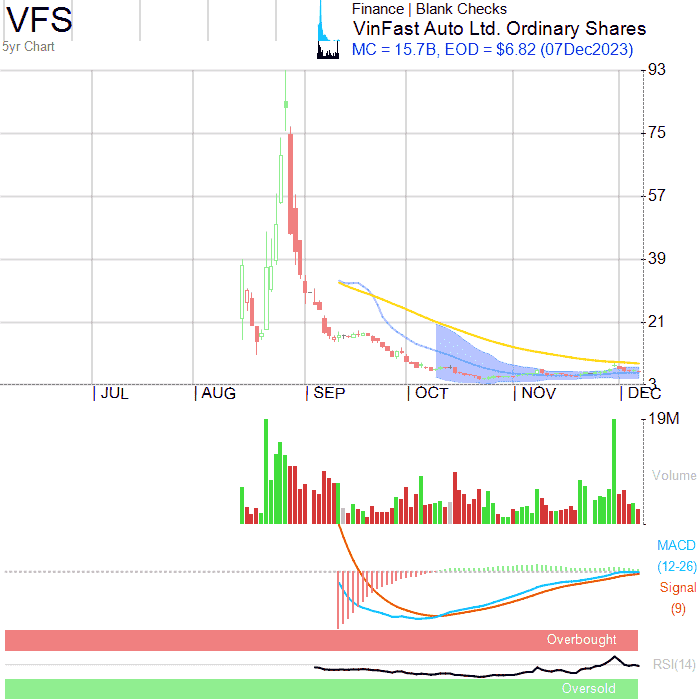 VFS
5yr Chart
Finance | Blank Checks
VinFast Auto Ltd. Ordinary Shares
MC = 15.7B, EOD = $6.82 (07Dec2023)
93
75
57
39
21
3
JUL AUG SEP OCT NOV DEC
19M
Volume
MACD
(12-26)
Signal
(9)
Overbought
RSI(14)
Oversold